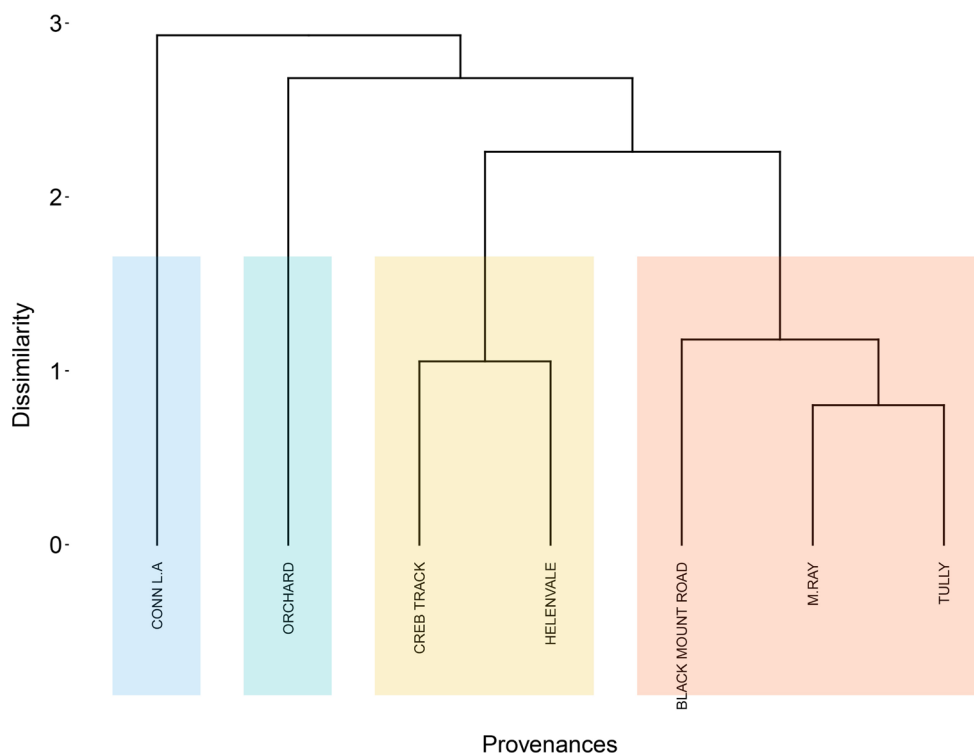 3
2
1
0
Dissimilarity
CONN L.A
ORCHARD
CREB TRACK
HELENVALE
BLACK MOUNT ROAD
M.RAY
TULLY
Provenances